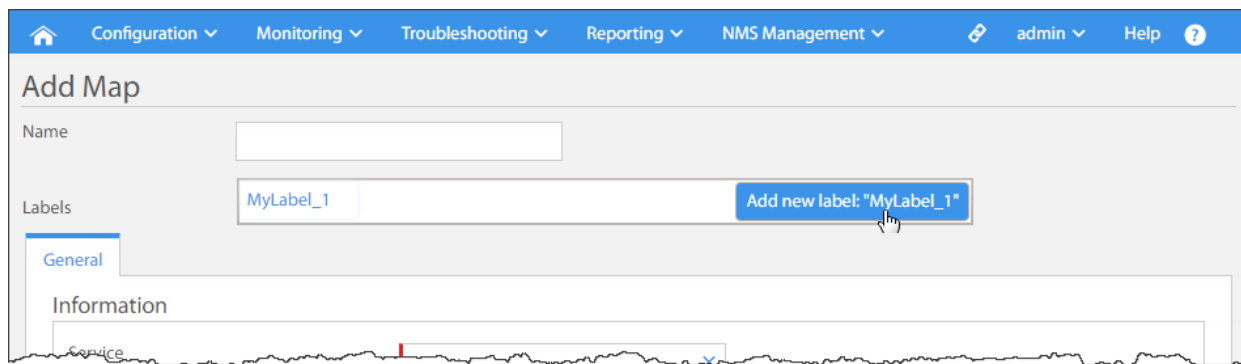 Configuration Monitoring Troubleshooting Reporting NMS Management admin Help ?
Add Map
Name
Labels MyLabel_1 Add new label: "MyLabel_1"
General
Information
Service